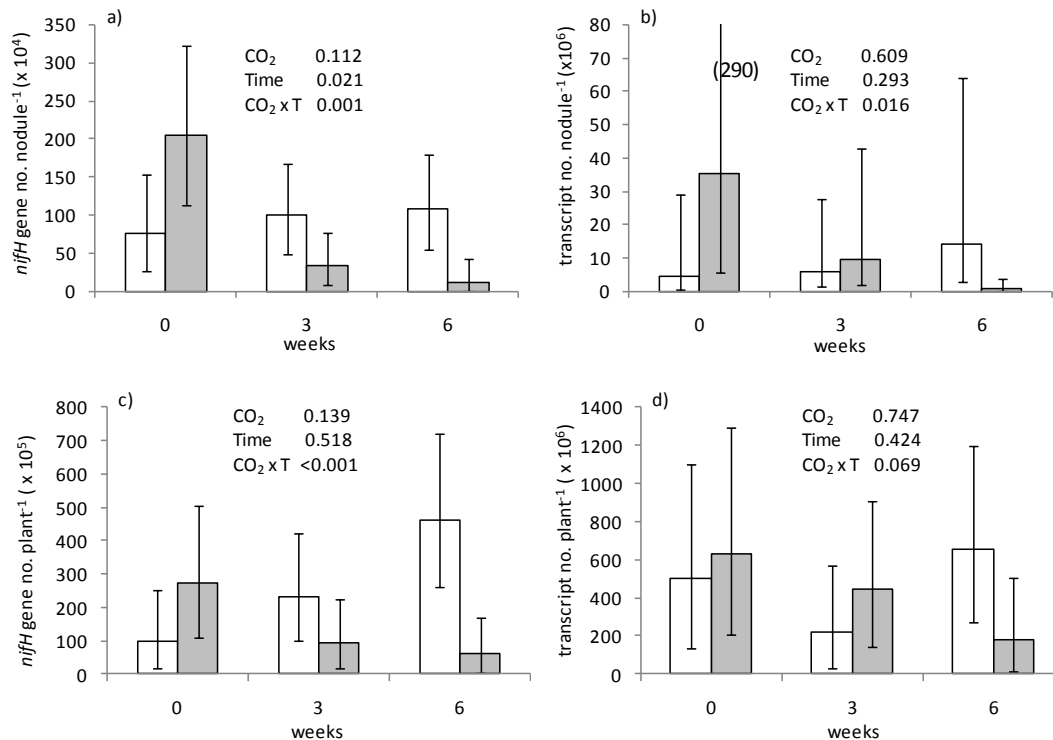 a)
nifH gene no. nodule⁻¹ (x 10⁴)
350
300
250
200
150
100
50
0
CO₂ 0.112
Time 0.021
CO₂ x T 0.001
0 3 6
weeks
b)
transcript no. nodule⁻¹ (x10⁶)
80
70
60
50
40
30
20
10
0
(290)
CO₂ 0.609
Time 0.293
CO₂ x T 0.016
0 3 6
weeks
c)
nifH gene no. plant⁻¹ ( x 10⁵)
800
700
600
500
400
300
200
100
0
CO₂ 0.139
Time 0.518
CO₂ x T <0.001
0 3 6
weeks
d)
transcript no. plant⁻¹ ( x 10⁶)
1400
1200
1000
800
600
400
200
0
CO₂ 0.747
Time 0.424
CO₂ x T 0.069
0 3 6
weeks